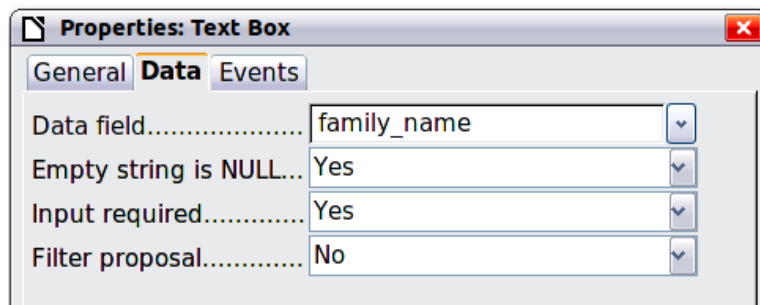 Properties: Text Box
General Data Events
Data field..................... family_name
Empty string is NULL... Yes
Input required............. Yes
Filter proposal............. No